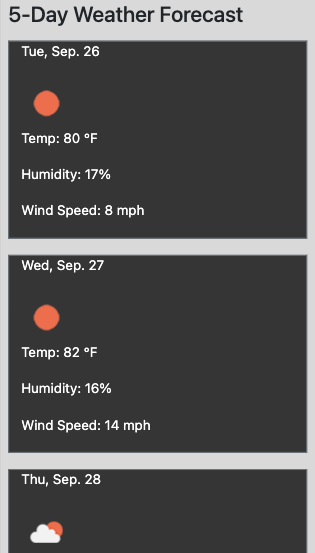 5-Day Weather Forecast
Tue, Sep. 26
Temp: 80 °F
Humidity: 17%
Wind Speed: 8 mph
Wed, Sep. 27
Temp: 82 °F
Humidity: 16%
Wind Speed: 14 mph
Thu, Sep. 28